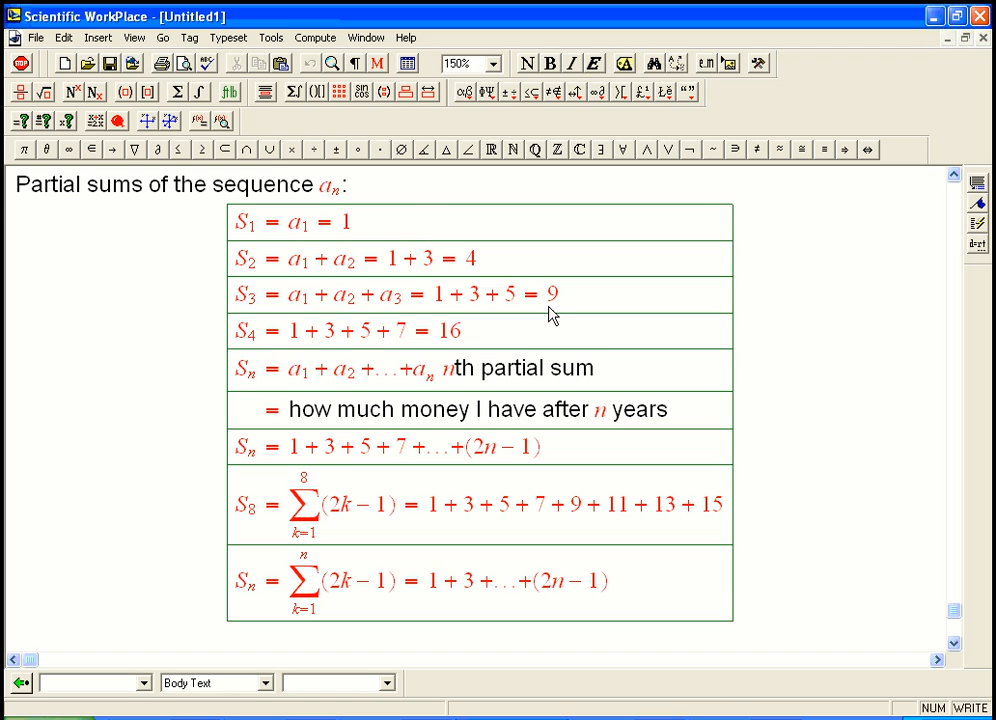 Scientific WorkPlace - [Untitled1]
File Edit Insert View Go Tag Typeset Tools Compute Window Help
STOP 150% N B I E
Partial sums of the sequence aₙ:
S₁ = a₁ = 1
S₂ = a₁ + a₂ = 1 + 3 = 4
S₃ = a₁ + a₂ + a₃ = 1 + 3 + 5 = 9
S₄ = 1 + 3 + 5 + 7 = 16
Sₙ = a₁ + a₂ +…+aₙ nth partial sum
= how much money I have after n years
Sₙ = 1 + 3 + 5 + 7 +…+(2n − 1)
S₈ = ∑_{k=1}^{8} (2k − 1) = 1 + 3 + 5 + 7 + 9 + 11 + 13 + 15
Sₙ = ∑_{k=1}^{n} (2k − 1) = 1 + 3 +…+(2n − 1)
Body Text
NUM WRITE